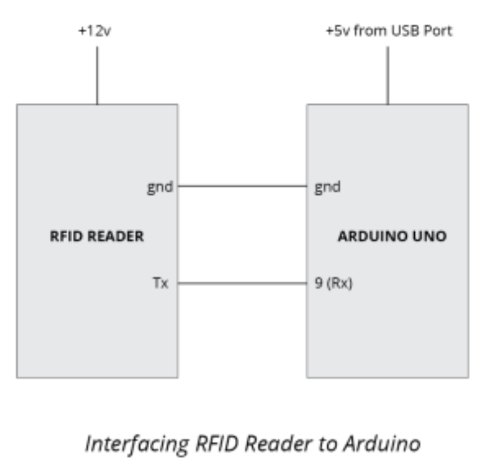 +12v
+5v from USB Port
gnd
gnd
RFID READER
ARDUINO UNO
Tx
9 (Rx)
Interfacing RFID Reader to Arduino